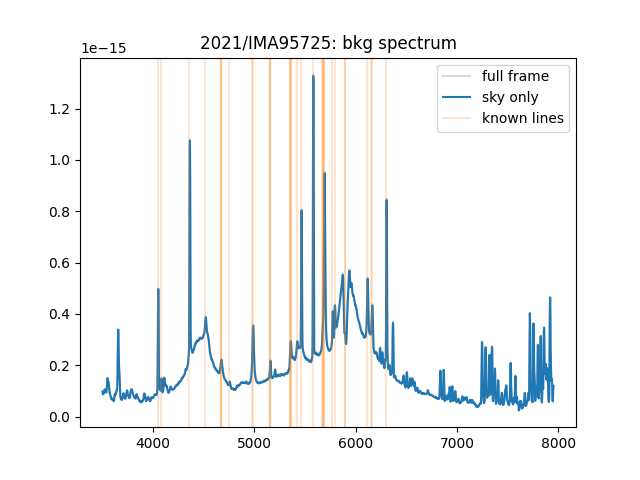 2021/IMA95725: bkg spectrum
1e−15
full frame
sky only
known lines
1.2
1.0
0.8
0.6
0.4
0.2
0.0
4000 5000 6000 7000 8000